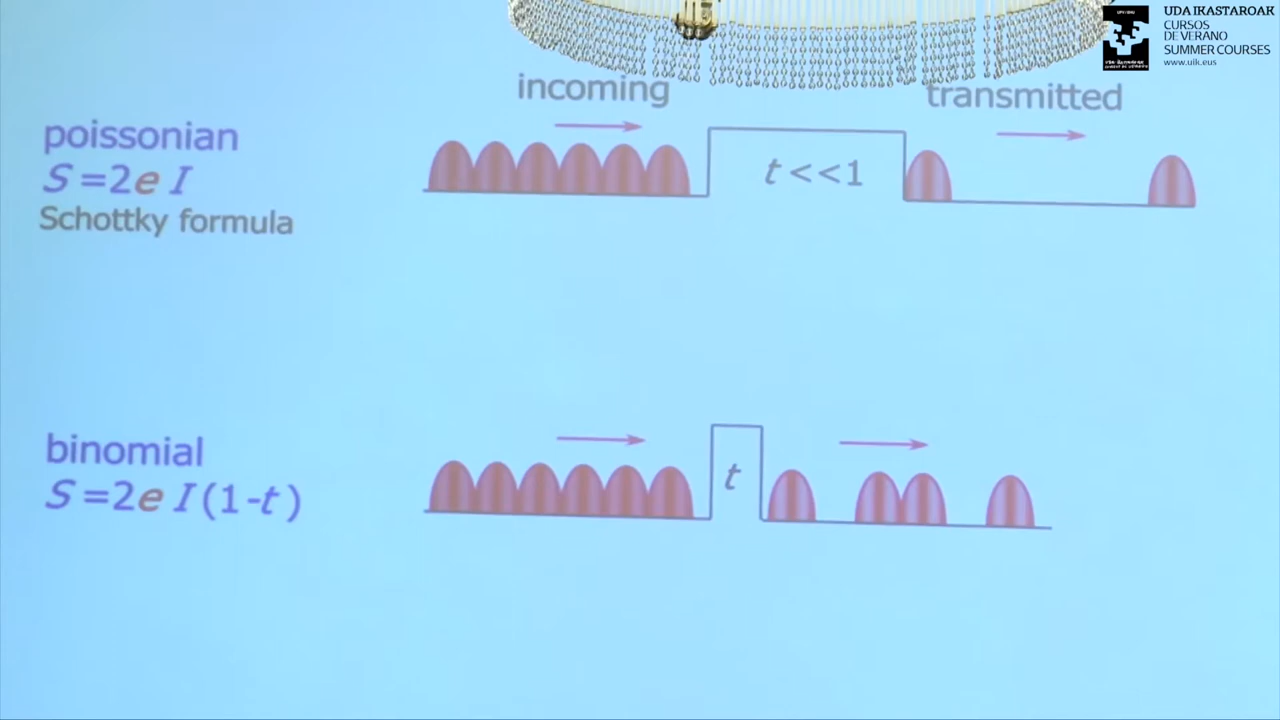 UDA IKASTAROAK
CURSOS
DE VERANO
SUMMER COURSES
www.uik.eus
incoming
transmitted
poissonian
S=2e I
Schottky formula
t<<1
binomial
S=2e I(1-t)
t